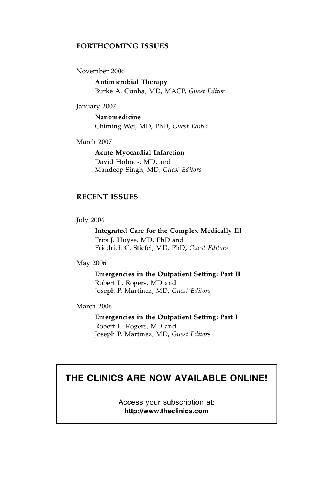 FORTHCOMING ISSUES
November 2006
Antimicrobial Therapy
Burke A. Cunha, MD, MACP, Guest Editor
January 2007
Nanomedicine
Chiming Wei, MD, PhD, Guest Editor
March 2007
Acute Myocardial Infarction
David Holmes, MD, and
Mandeep Singh, MD, Guest Editors
RECENT ISSUES
July 2006
Integrated Care for the Complex Medically Ill
Frits J. Huyse, MD, PhD and
Friedrich C. Stiefel, MD, PhD, Guest Editors
May 2006
Emergencies in the Outpatient Setting: Part II
Robert L. Rogers, MD and
Joseph P. Martinez, MD, Guest Editors
March 2006
Emergencies in the Outpatient Setting: Part I
Robert L. Rogers, MD and
Joseph P. Martinez, MD, Guest Editors
THE CLINICS ARE NOW AVAILABLE ONLINE!
Access your subscription at:
http://www.theclinics.com